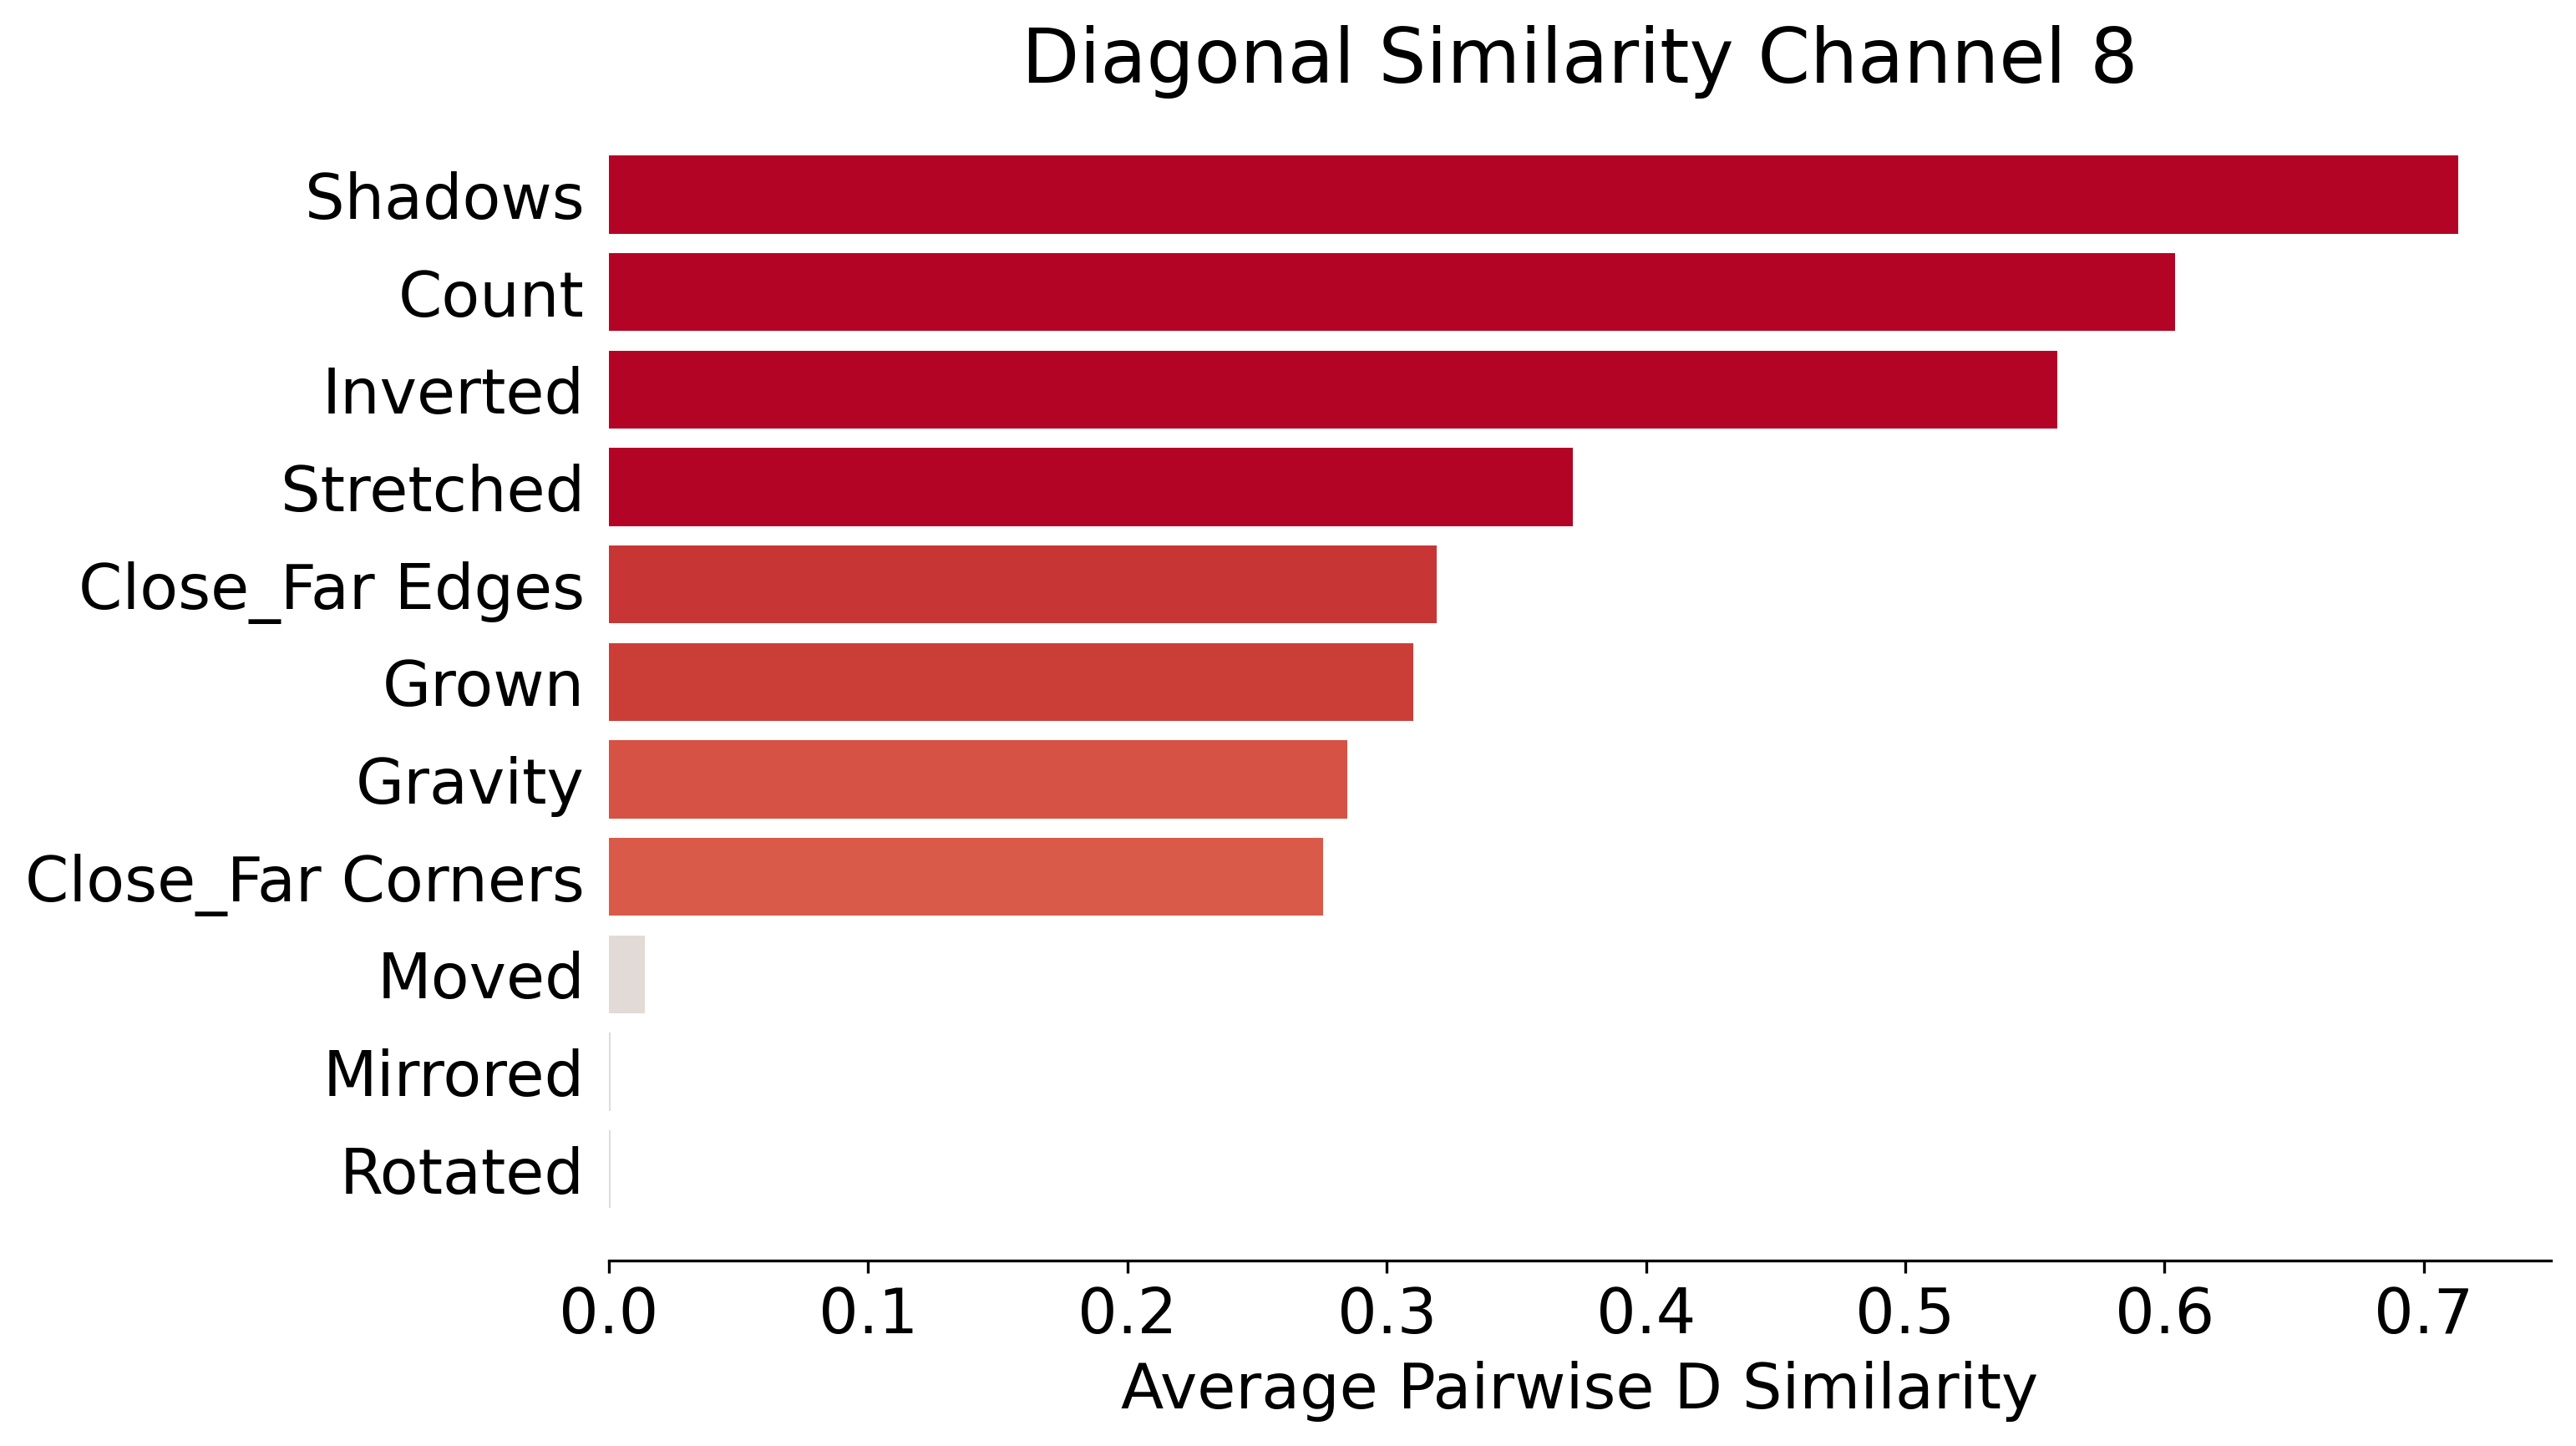 Diagonal Similarity Channel 8
Shadows
Count
Inverted
Stretched
Close_Far Edges
Grown
Gravity
Close_Far Corners
Moved
Mirrored
Rotated
0.0 0.1 0.2 0.3 0.4 0.5 0.6 0.7
Average Pairwise D Similarity